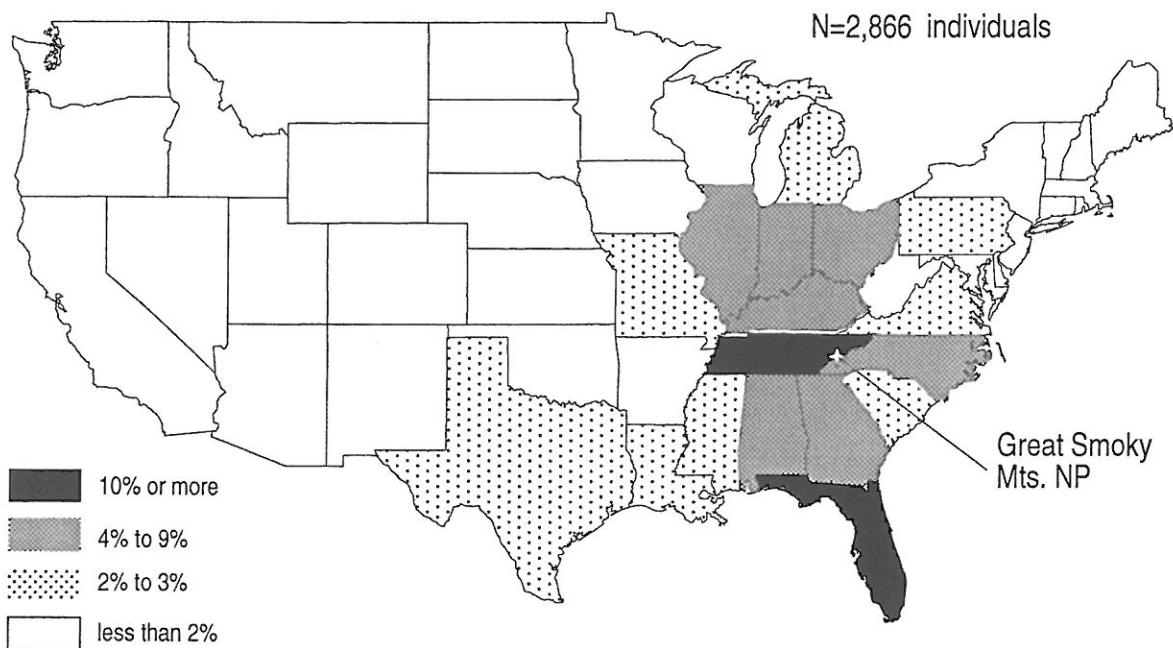 N=2,866 individuals
Great Smoky
Mts. NP
10% or more
4% to 9%
2% to 3%
less than 2%